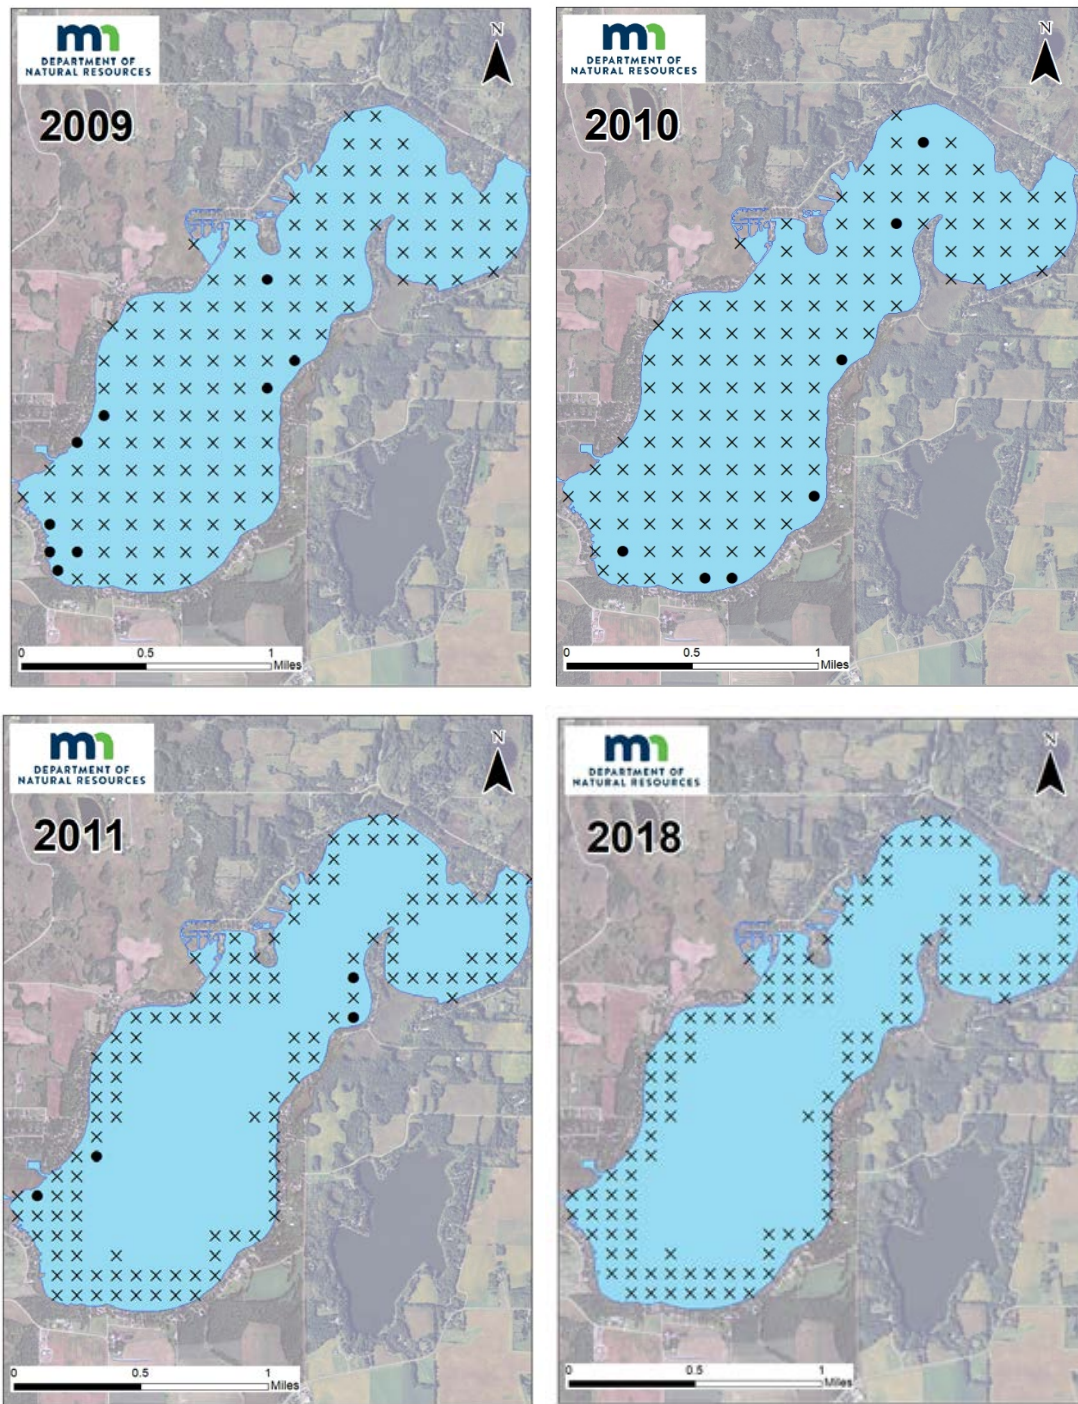 N
DEPARTMENT OF
NATURAL RESOURCES
2009
0 0.5 1
Miles
N
DEPARTMENT OF
NATURAL RESOURCES
2010
0 0.5 1
Miles
N
DEPARTMENT OF
NATURAL RESOURCES
2011
0 0.5 1
Miles
N
DEPARTMENT OF
NATURAL RESOURCES
2018
0 0.5 1
Miles